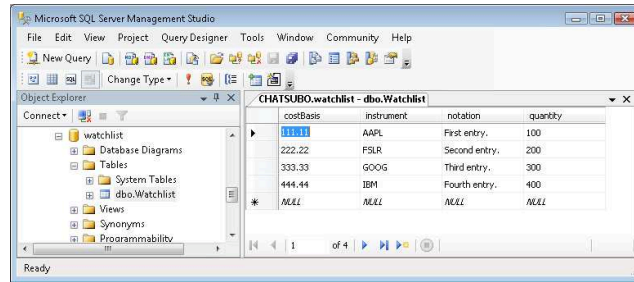 Microsoft SQL Server Management Studio
File Edit View Project Query Designer Tools Window Community Help
New Query
Change Type
Object Explorer
CHATSUBO.watchlist - dbo.Watchlist
Connect
costBasis instrument notation quantity
watchlist
111.11 AAPL First entry. 100
Database Diagrams
222.22 FSLR Second entry. 200
Tables
333.33 GOOG Third entry. 300
System Tables
444.44 IBM Fourth entry. 400
dbo.Watchlist
NULL NULL NULL NULL
Views
Synonyms
Programmability
1 of 4
Ready